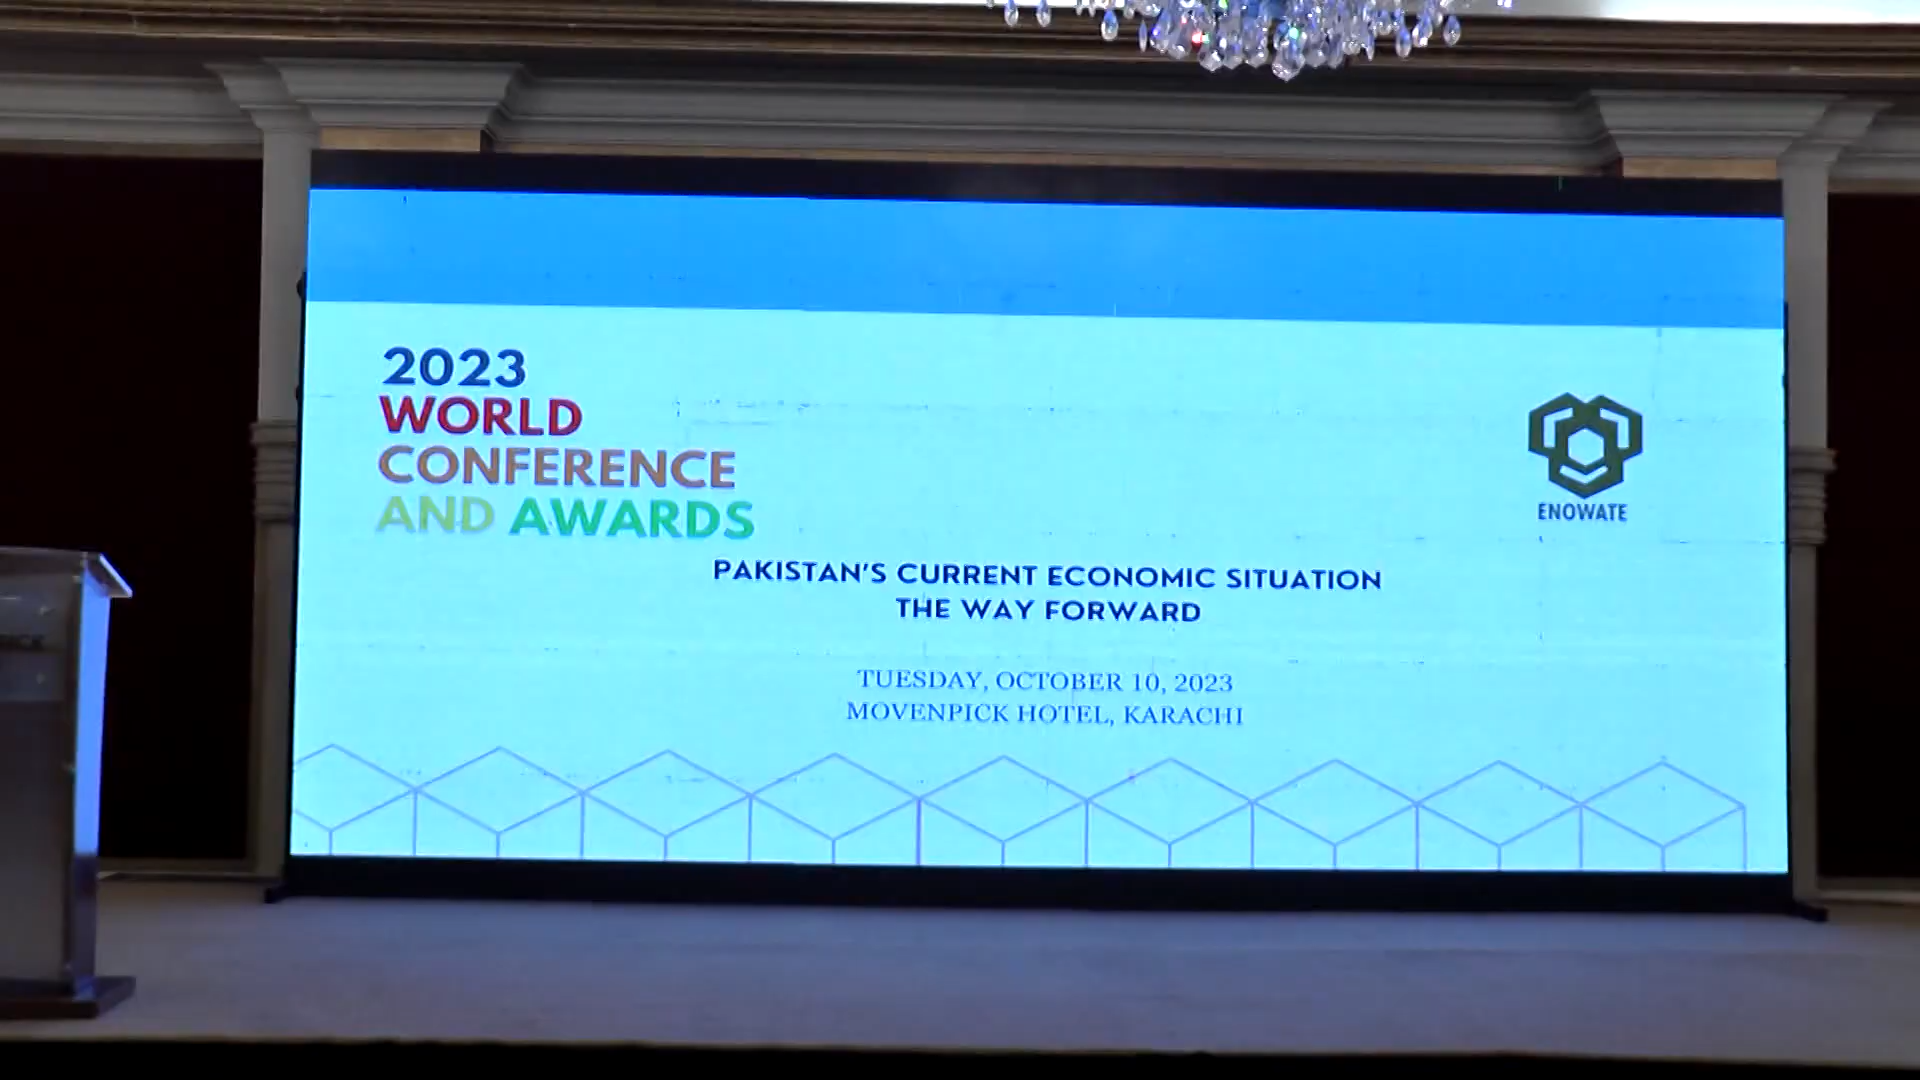 2023
WORLD
CONFERENCE
AND AWARDS
ENOWATE
PAKISTAN'S CURRENT ECONOMIC SITUATION
THE WAY FORWARD
TUESDAY, OCTOBER 10, 2023
MOVENPICK HOTEL, KARACHI